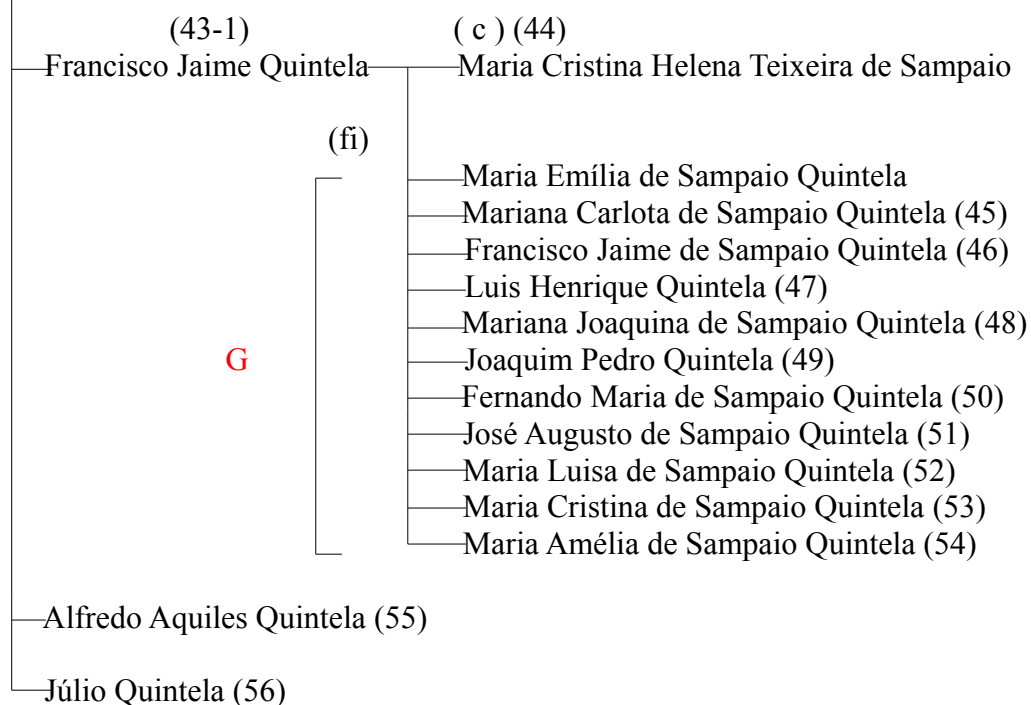 (43-1) ( c ) (44)
Francisco Jaime Quintela Maria Cristina Helena Teixeira de Sampaio
(fi)
Maria Emília de Sampaio Quintela
Mariana Carlota de Sampaio Quintela (45)
Francisco Jaime de Sampaio Quintela (46)
Luis Henrique Quintela (47)
Mariana Joaquina de Sampaio Quintela (48)
G Joaquim Pedro Quintela (49)
Fernando Maria de Sampaio Quintela (50)
José Augusto de Sampaio Quintela (51)
Maria Luisa de Sampaio Quintela (52)
Maria Cristina de Sampaio Quintela (53)
Maria Amélia de Sampaio Quintela (54)
Alfredo Aquiles Quintela (55)
Júlio Quintela (56)